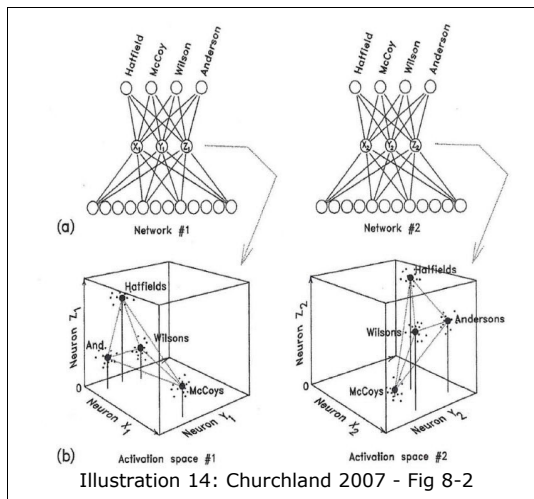 Hatfield McCoy Wilson Anderson
Hatfield McCoy Wilson Anderson
X1 Y1 Z1
X2 Y2 Z2
(a)
Network #1
Network #2
Hatfields
Wilsons
And.
McCoys
0
Neuron Z1
Neuron X1
Neuron Y1
Hatfields
Andersons
Wilsons
McCoys
0
Neuron Z2
Neuron X2
Neuron Y2
(b)
Activation space #1
Activation space #2
Illustration 14: Churchland 2007 - Fig 8-2